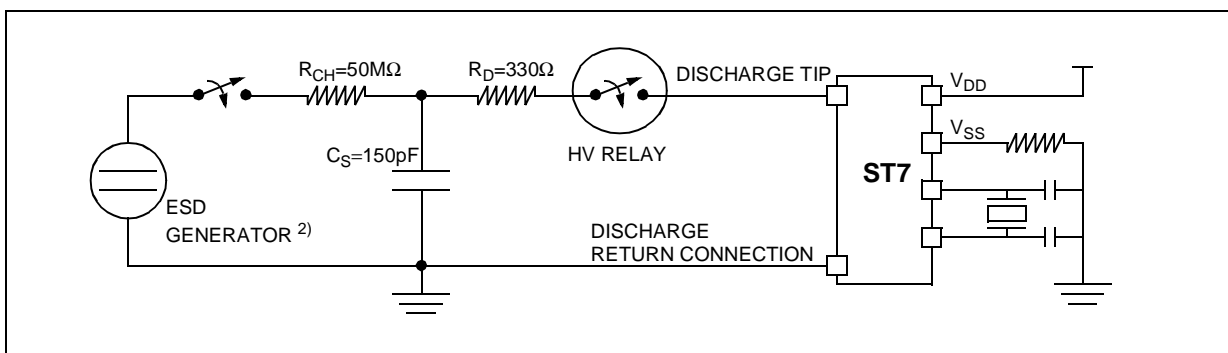 R_CH=50MΩ
R_D=330Ω
DISCHARGE TIP
V_DD
C_S=150pF
HV RELAY
V_SS
ST7
ESD
GENERATOR 2)
DISCHARGE
RETURN CONNECTION